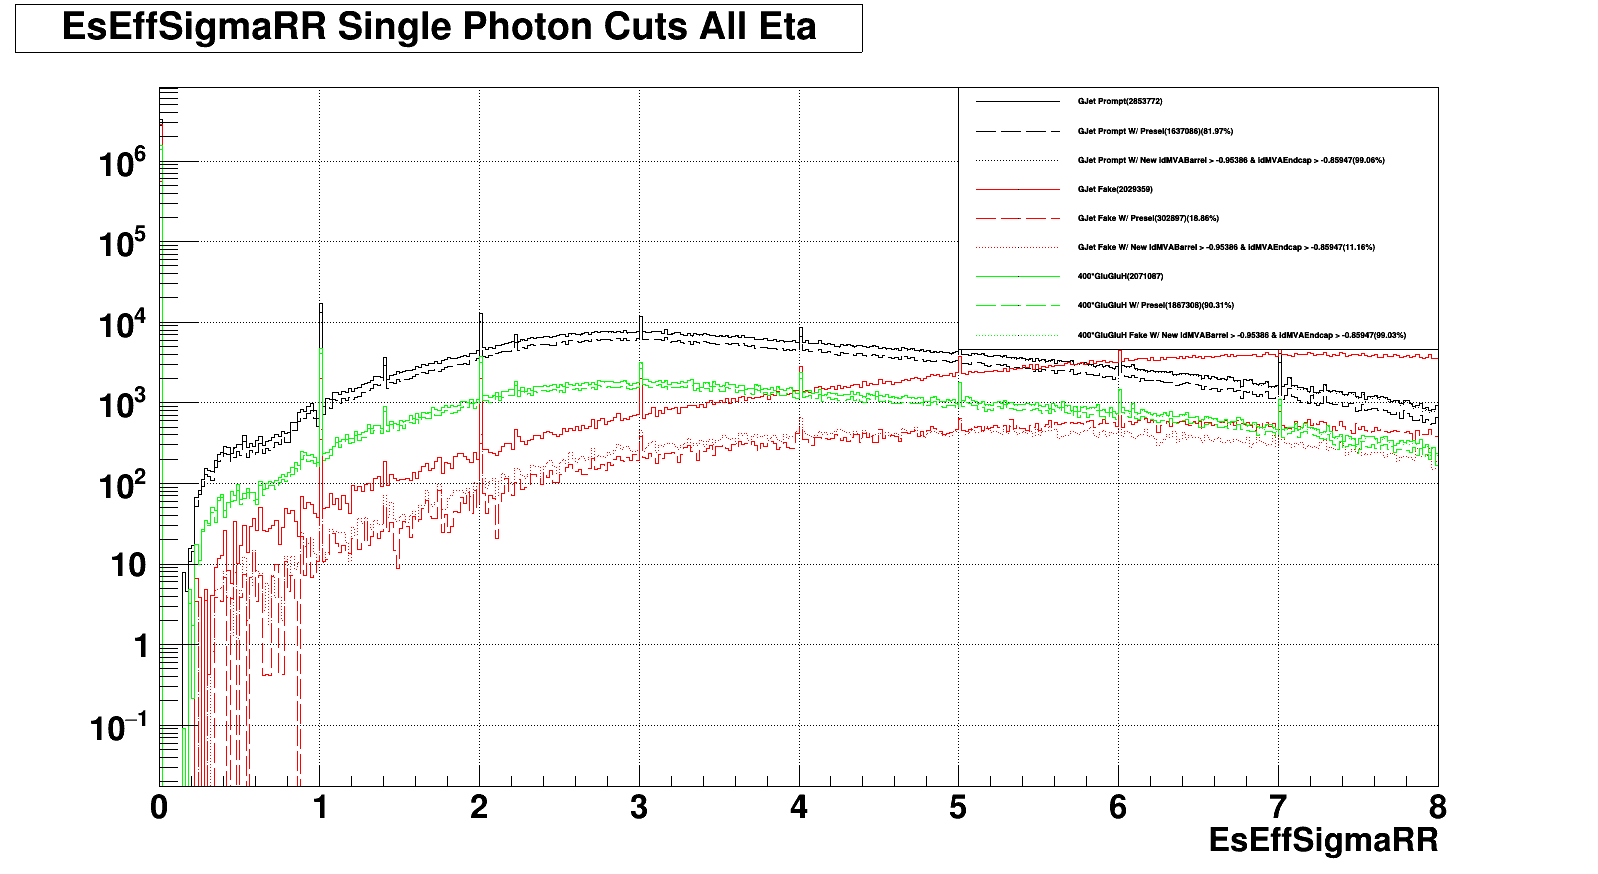 EsEffSigmaRR Single Photon Cuts All Eta
GJet Prompt(2853772)
GJet Prompt W/ Presel(1637086)(81.97%)
GJet Prompt W/ New IdMVABarrel > -0.95386 & IdMVAEndcap > -0.85947(99.06%)
GJet Fake(2029359)
GJet Fake W/ Presel(302897)(18.86%)
GJet Fake W/ New IdMVABarrel > -0.95386 & IdMVAEndcap > -0.85947(11.16%)
400*GluGluH(2071087)
400*GluGluH W/ Presel(1867308)(90.31%)
400*GluGluH Fake W/ New IdMVABarrel > -0.95386 & IdMVAEndcap > -0.85947(99.03%)
10^6
10^5
10^4
10^3
10^2
10
1
10^−1
0 1 2 3 4 5 6 7 8
EsEffSigmaRR